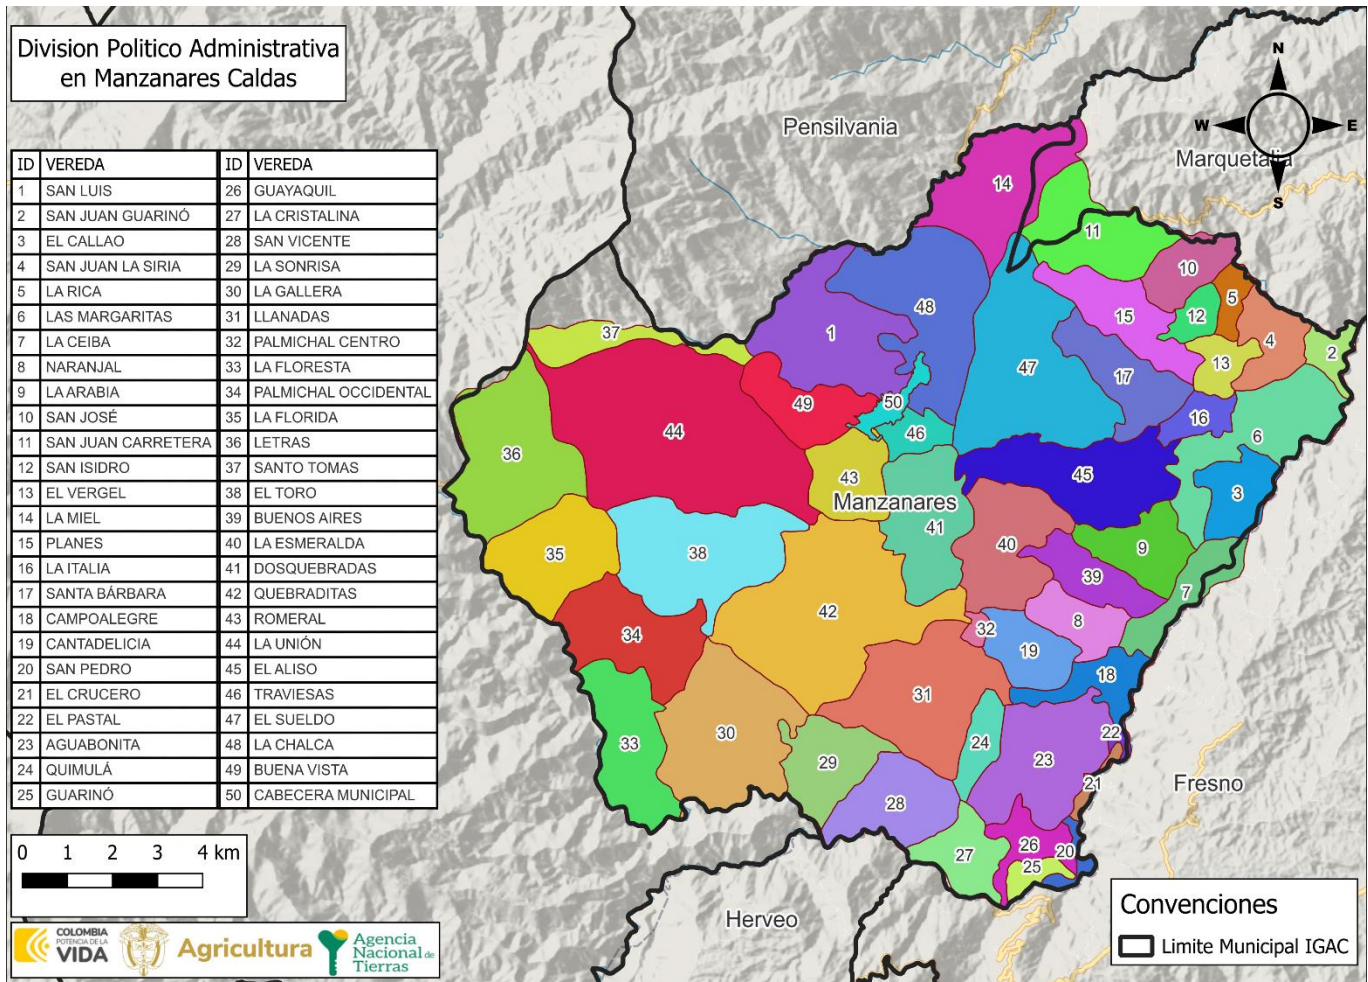 Division Politico Administrativa
en Manzanares Caldas
ID VEREDA ID VEREDA
1 SAN LUIS 26 GUAYAQUIL
2 SAN JUAN GUARINÓ 27 LA CRISTALINA
3 EL CALLAO 28 SAN VICENTE
4 SAN JUAN LA SIRIA 29 LA SONRISA
5 LA RICA 30 LA GALLERA
6 LAS MARGARITAS 31 LLANADAS
7 LA CEIBA 32 PALMICHAL CENTRO
8 NARANJAL 33 LA FLORESTA
9 LA ARABIA 34 PALMICHAL OCCIDENTAL
10 SAN JOSÉ 35 LA FLORIDA
11 SAN JUAN CARRETERA 36 LETRAS
12 SAN ISIDRO 37 SANTO TOMAS
13 EL VERGEL 38 EL TORO
14 LA MIEL 39 BUENOS AIRES
15 PLANES 40 LA ESMERALDA
16 LA ITALIA 41 DOSQUEBRADAS
17 SANTA BÁRBARA 42 QUEBRADITAS
18 CAMPOALEGRE 43 ROMERAL
19 CANTADELICIA 44 LA UNIÓN
20 SAN PEDRO 45 EL ALISO
21 EL CRUCERO 46 TRAVIESAS
22 EL PASTAL 47 EL SUELDO
23 AGUABONITA 48 LA CHALCA
24 QUIMULÁ 49 BUENA VISTA
25 GUARINÓ 50 CABECERA MUNICIPAL
0 1 2 3 4 km
COLOMBIA
POTENCIA DE LA
VIDA
Agricultura
Agencia
Nacional de
Tierras
N
W E
S
Pensilvania
Marquetalia
14
11
10
5
48
15
12
37
1
4
2
13
47
17
49
50
16
44
46
6
36
43
45
3
Manzanares
41
35
38
40
9
39
7
42
8
34
32
19
18
31
33
30
24
22
23
29
21
Fresno
28
26
20
27
25
Herveo
Convenciones
Limite Municipal IGAC